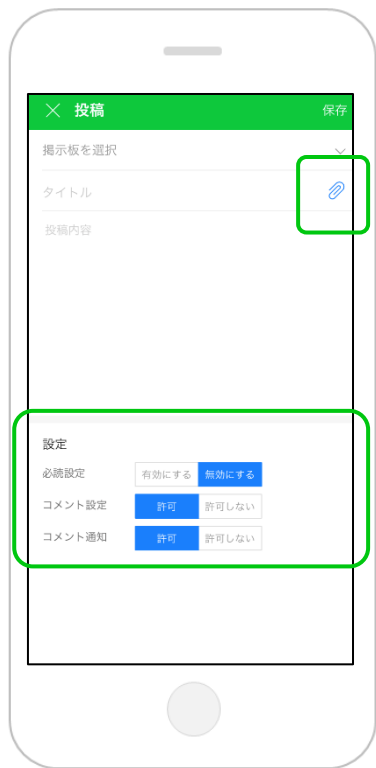 投稿 保存
掲示板を選択
タイトル
投稿内容
設定
必読設定 有効にする 無効にする
コメント設定 許可 許可しない
コメント通知 許可 許可しない